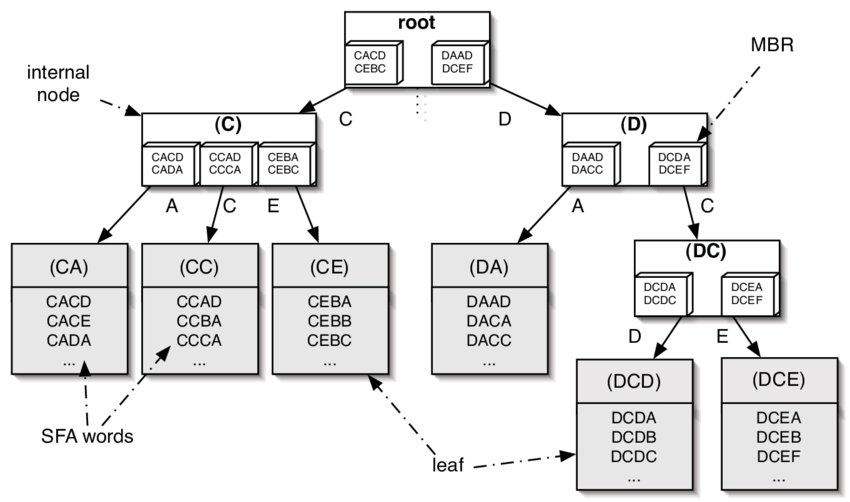 root
CACD
CEBC
DAAD
DCEF
MBR
internal
node
C
D
(C)
CACD
CADA
CCAD
CCCA
CEBA
CEBC
(D)
DAAD
DACC
DCDA
DCEF
A
C
E
A
C
(CA)
CACD
CACE
CADA
...
(CC)
CCAD
CCBA
CCCA
...
(CE)
CEBA
CEBB
CEBC
...
(DA)
DAAD
DACA
DACC
...
(DC)
DCDA
DCDC
DCEA
DCEF
D
E
(DCD)
DCDA
DCDB
DCDC
...
(DCE)
DCEA
DCEB
DCEF
...
SFA words
leaf